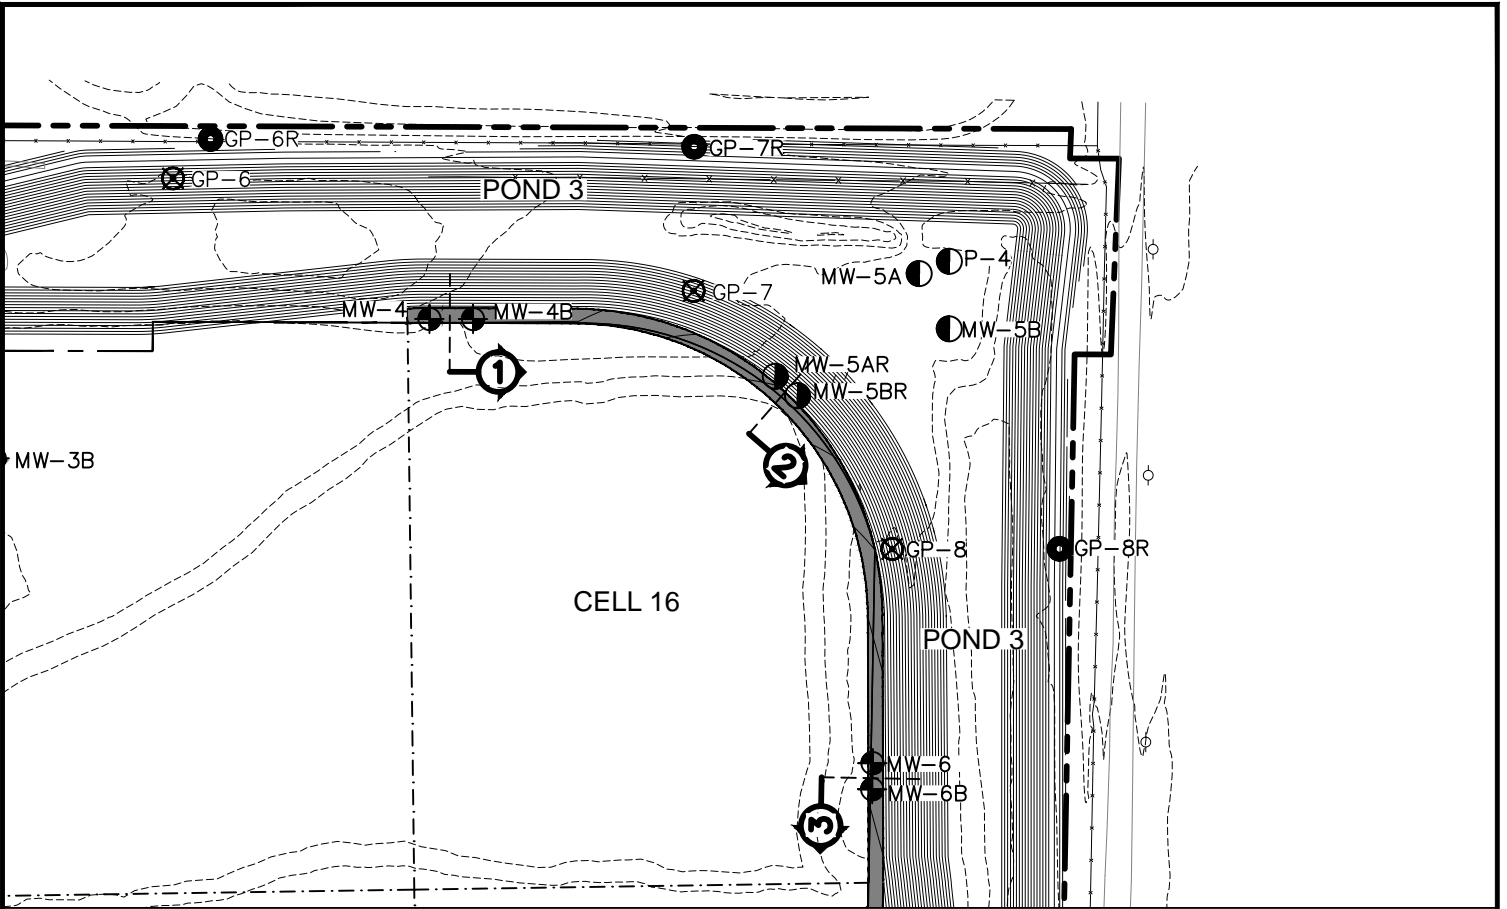 GP-6R
GP-7R
GP-6
POND 3
P-4
MW-5A
GP-7
MW-4
MW-4B
MW-5B
MW-5AR
1
MW-5BR
MW-3B
2
GP-8
GP-8R
CELL 16
POND 3
MW-6
MW-6B
3